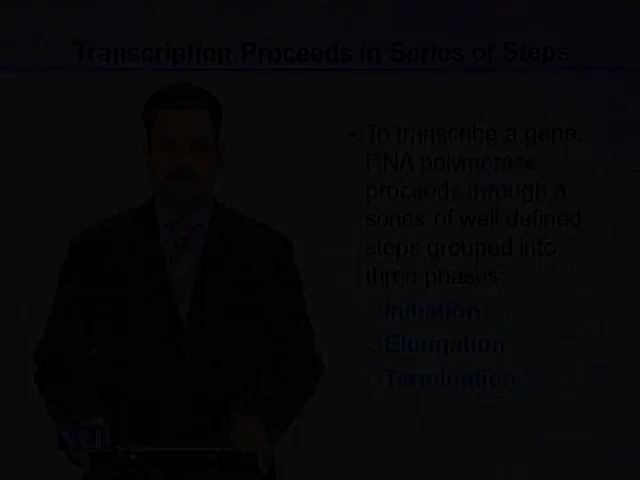 Transcription Proceeds in Series of Steps
• To transcribe a gene,
RNA polymerase
proceeds through a
series of well defined
steps grouped into
three phases:
○Initiation
○Elongation
○Termination
VU